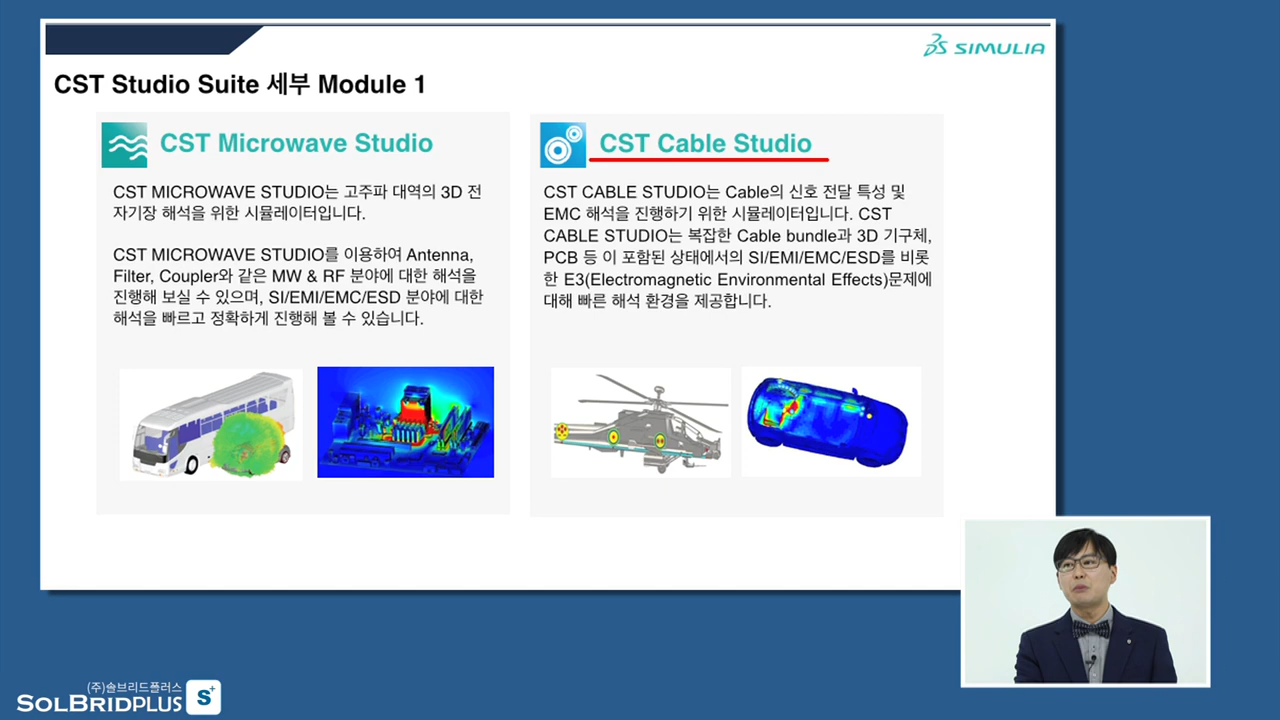 SIMULIA
CST Studio Suite 세부 Module 1
CST Microwave Studio
CST MICROWAVE STUDIO는 고주파 대역의 3D 전
자기장 해석을 위한 시뮬레이터입니다.
CST MICROWAVE STUDIO를 이용하여 Antenna,
Filter, Coupler와 같은 MW & RF 분야에 대한 해석을
진행해 보실 수 있으며, SI/EMI/EMC/ESD 분야에 대한
해석을 빠르고 정확하게 진행해 볼 수 있습니다.
CST Cable Studio
CST CABLE STUDIO는 Cable의 신호 전달 특성 및
EMC 해석을 진행하기 위한 시뮬레이터입니다. CST
CABLE STUDIO는 복잡한 Cable bundle과 3D 기구체,
PCB 등 이 포함된 상태에서의 SI/EMI/EMC/ESD를 비롯
한 E3(Electromagnetic Environmental Effects)문제에
대해 빠른 해석 환경을 제공합니다.
(주)솔브리드플러스
SOLBRIDPLUS S+